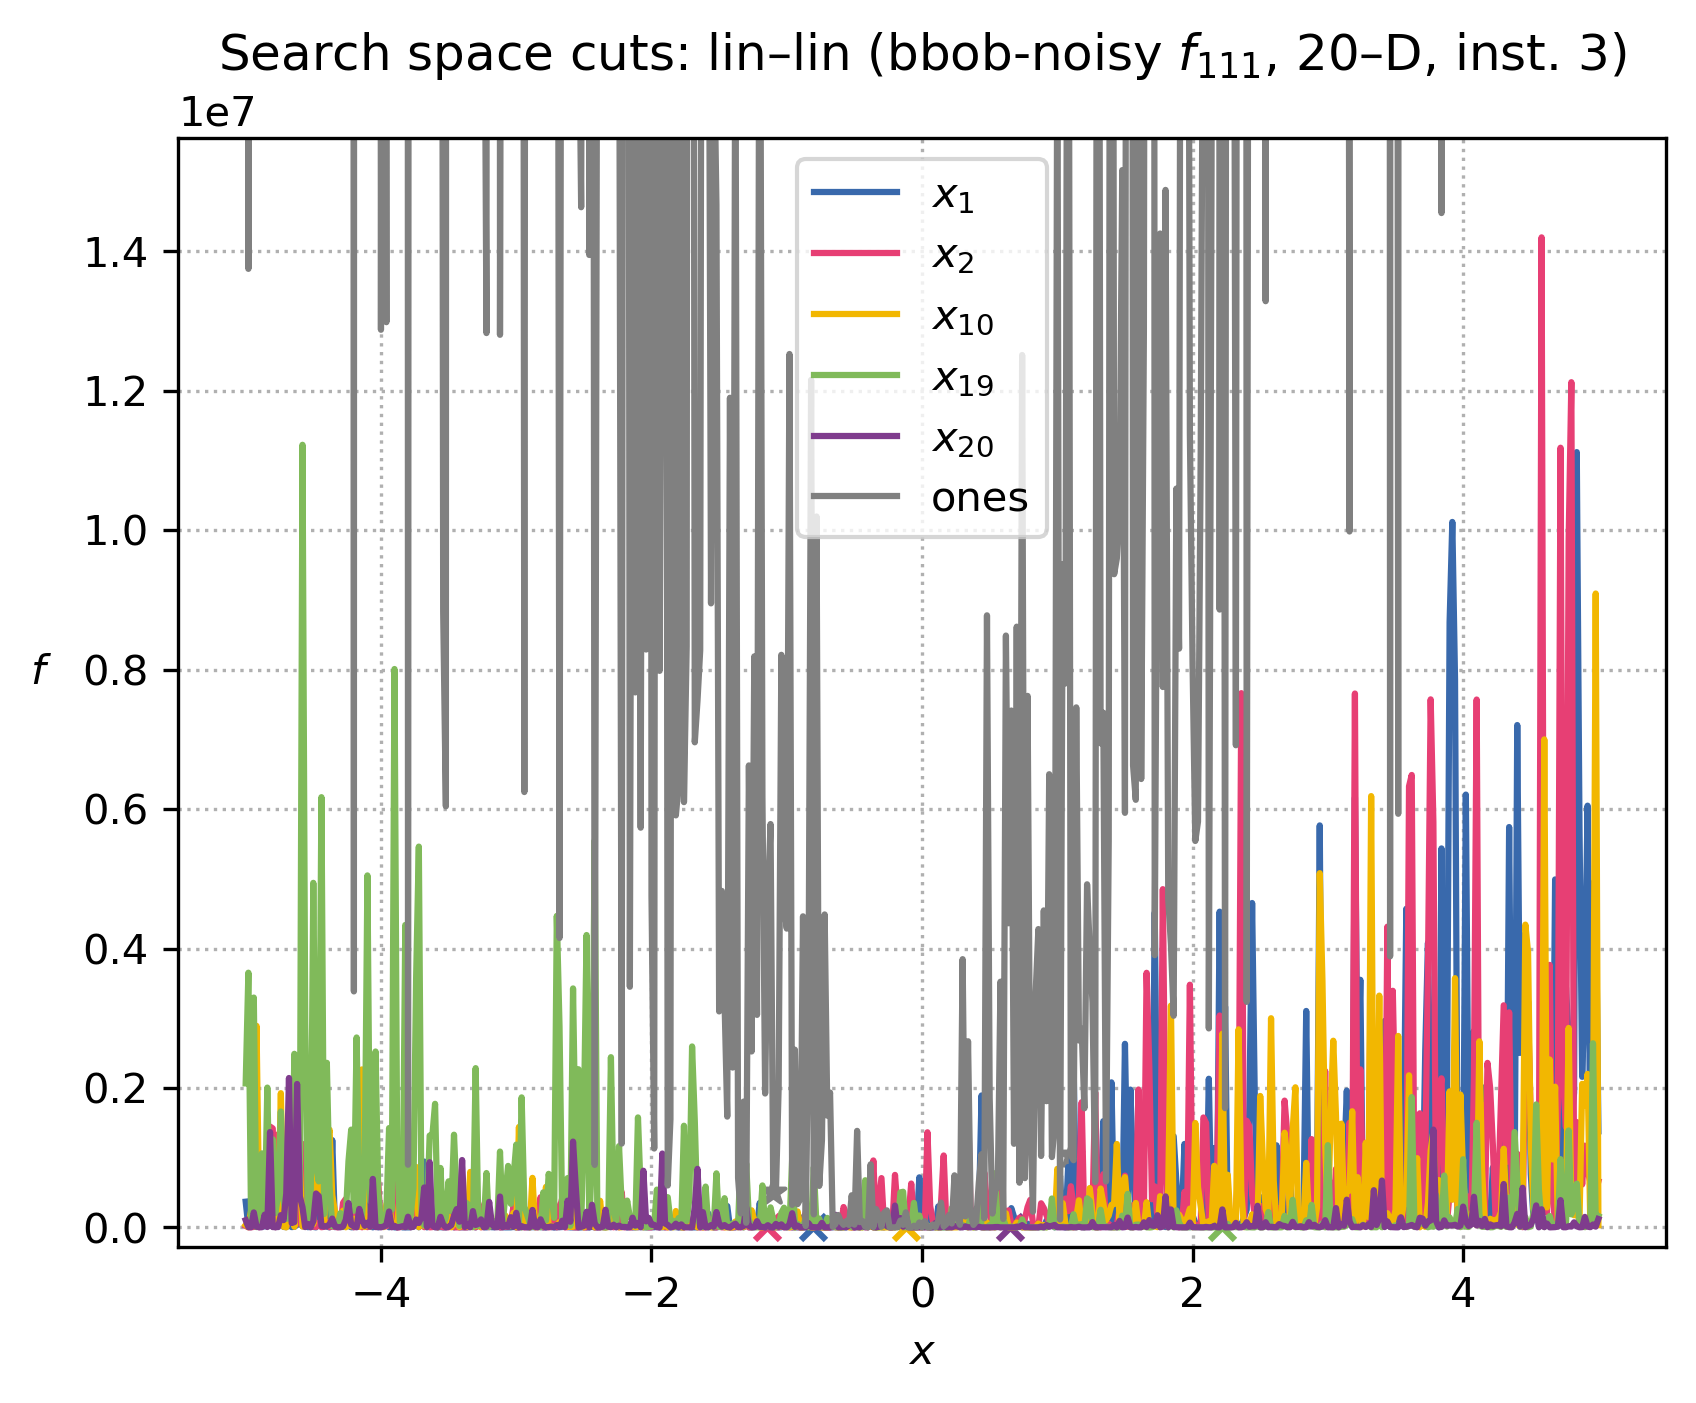 Search space cuts: lin–lin (bbob-noisy f₁₁₁, 20–D, inst. 3)
1e7
x₁
x₂
x₁₀
x₁₉
x₂₀
ones
1.4
1.2
1.0
0.8
0.6
0.4
0.2
0.0
f
−4 −2 0 2 4
x